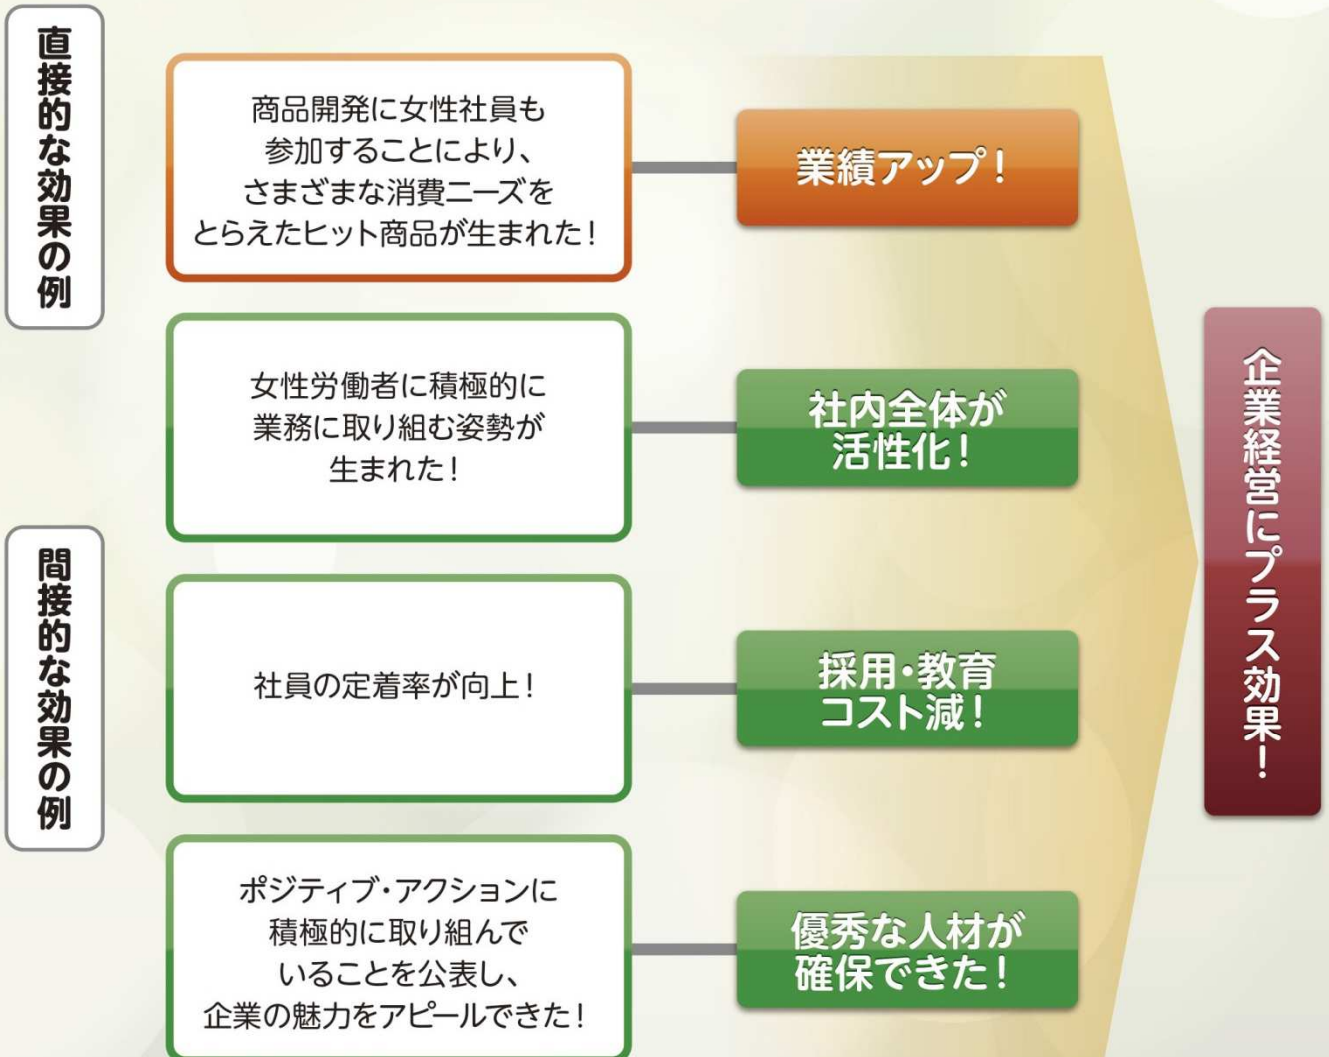 直接的な効果の例
商品開発に女性社員も
参加することにより、
さまざまな消費ニーズを
とらえたヒット商品が生まれた!
業績アップ!
女性労働者に積極的に
業務に取り組む姿勢が
生まれた!
社内全体が
活性化!
間接的な効果の例
社員の定着率が向上!
採用・教育
コスト減!
ポジティブ・アクションに
積極的に取り組んで
いることを公表し、
企業の魅力をアピールできた!
優秀な人材が
確保できた!
企業経営にプラス効果!